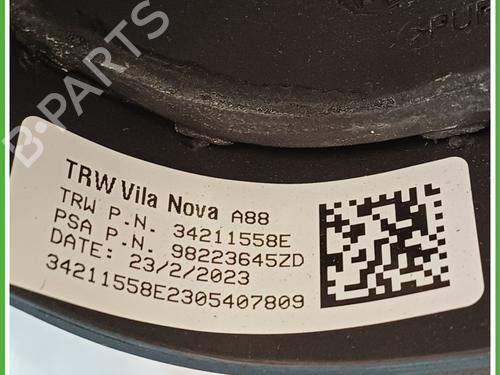 B-PARTS
TRW Vila Nova A88
TRW P.N. 34211558E
PSA P.N. 98223645ZD
DATE: 23/2/2023
34211558E2305407809